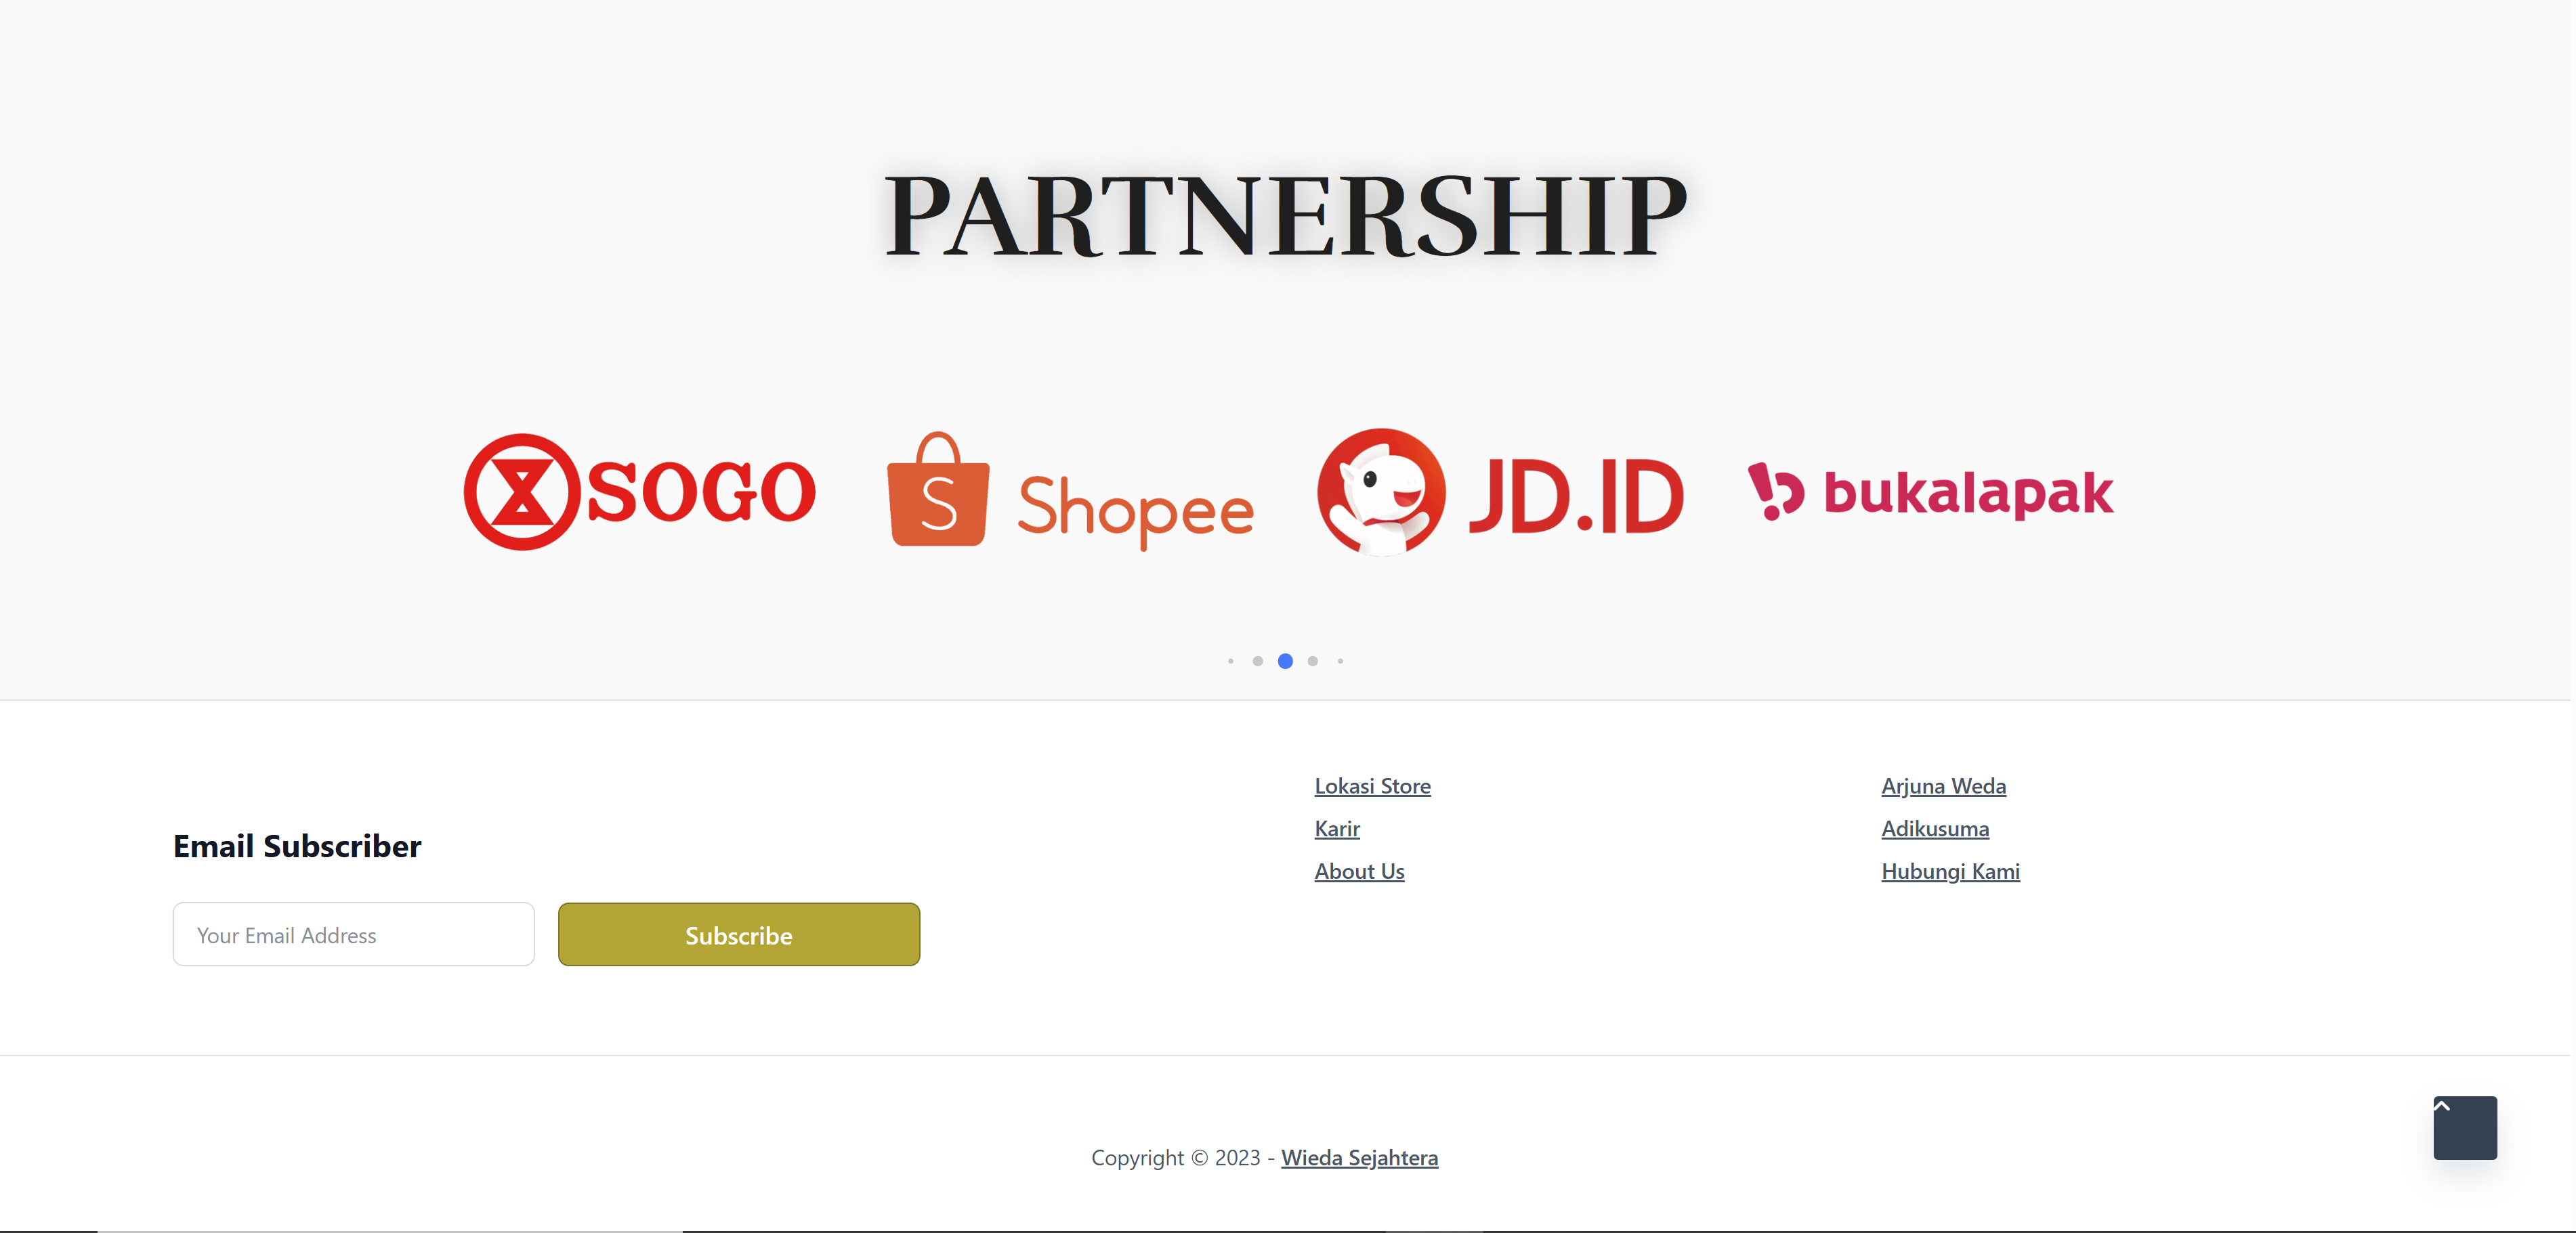 PARTNERSHIP
SOGO
S
Shopee
JD.ID
bukalapak
Email Subscriber
Your Email Address
Subscribe
Lokasi Store
Karir
About Us
Arjuna Weda
Adikusuma
Hubungi Kami
Copyright © 2023 - Wieda Sejahtera